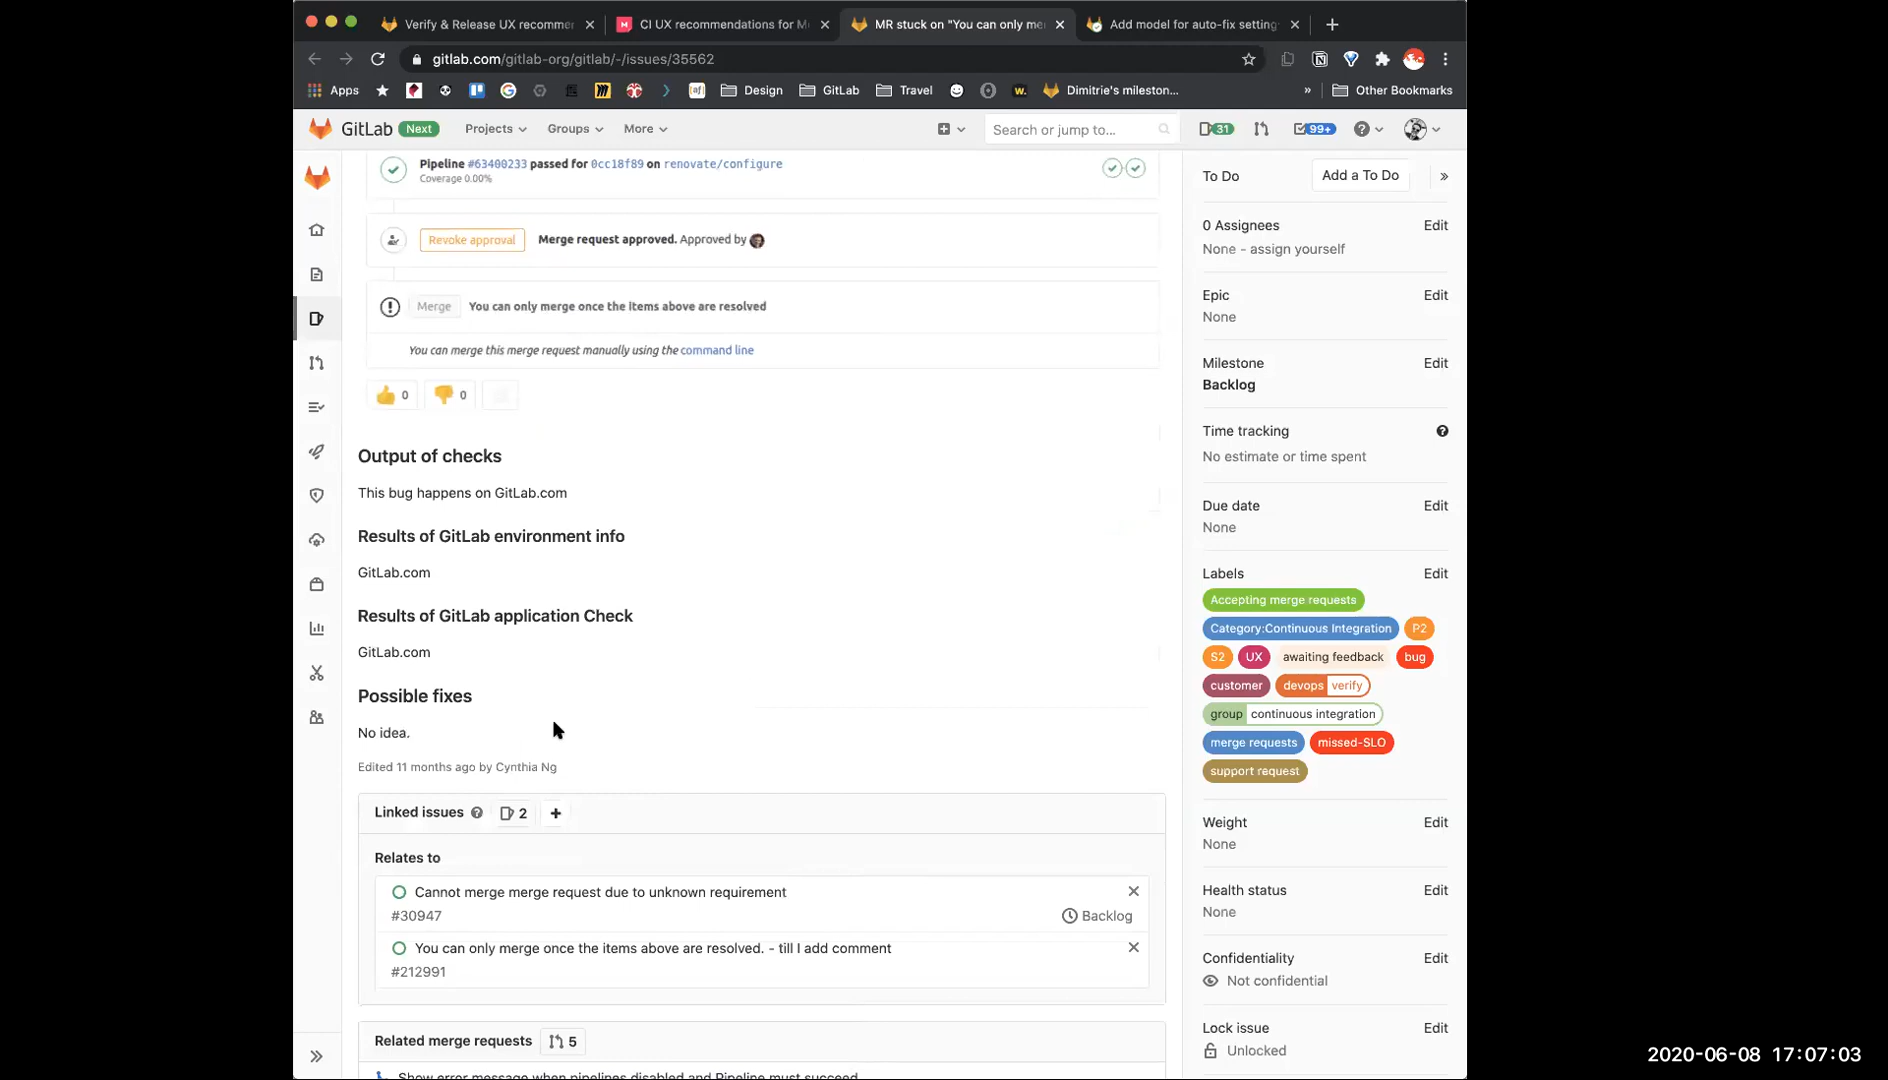 Verify & Release UX recommer
CI UX recommendations for M
MR stuck on "You can only me
Add model for auto-fix setting
gitlab.com/gitlab-org/gitlab/-/issues/35562
Apps
Design
GitLab
Travel
w.
Dimitrie's mileston...
»
Other Bookmarks
GitLab Next Projects Groups More
Search or jump to...
31
99+
Pipeline #63400233 passed for 0cc18f89 on renovate/configure
Coverage 0.00%
Revoke approval Merge request approved. Approved by
Merge You can only merge once the items above are resolved
You can merge this merge request manually using the command line
👍 0 👎 0
Output of checks
This bug happens on GitLab.com
Results of GitLab environment info
GitLab.com
Results of GitLab application Check
GitLab.com
Possible fixes
No idea.
Edited 11 months ago by Cynthia Ng
Linked issues 2 +
Relates to
Cannot merge merge request due to unknown requirement
#30947 Backlog
You can only merge once the items above are resolved. - till I add comment
#212991
Related merge requests 5
Show error message when pipelines disabled and Pipeline must succeed
To Do Add a To Do »
0 Assignees Edit
None - assign yourself
Epic Edit
None
Milestone Edit
Backlog
Time tracking
No estimate or time spent
Due date Edit
None
Labels Edit
Accepting merge requests
Category:Continuous Integration P2
S2 UX awaiting feedback bug
customer devops verify
group continuous integration
merge requests missed-SLO
support request
Weight Edit
None
Health status Edit
None
Confidentiality Edit
Not confidential
Lock issue Edit
Unlocked
2020-06-08 17:07:03